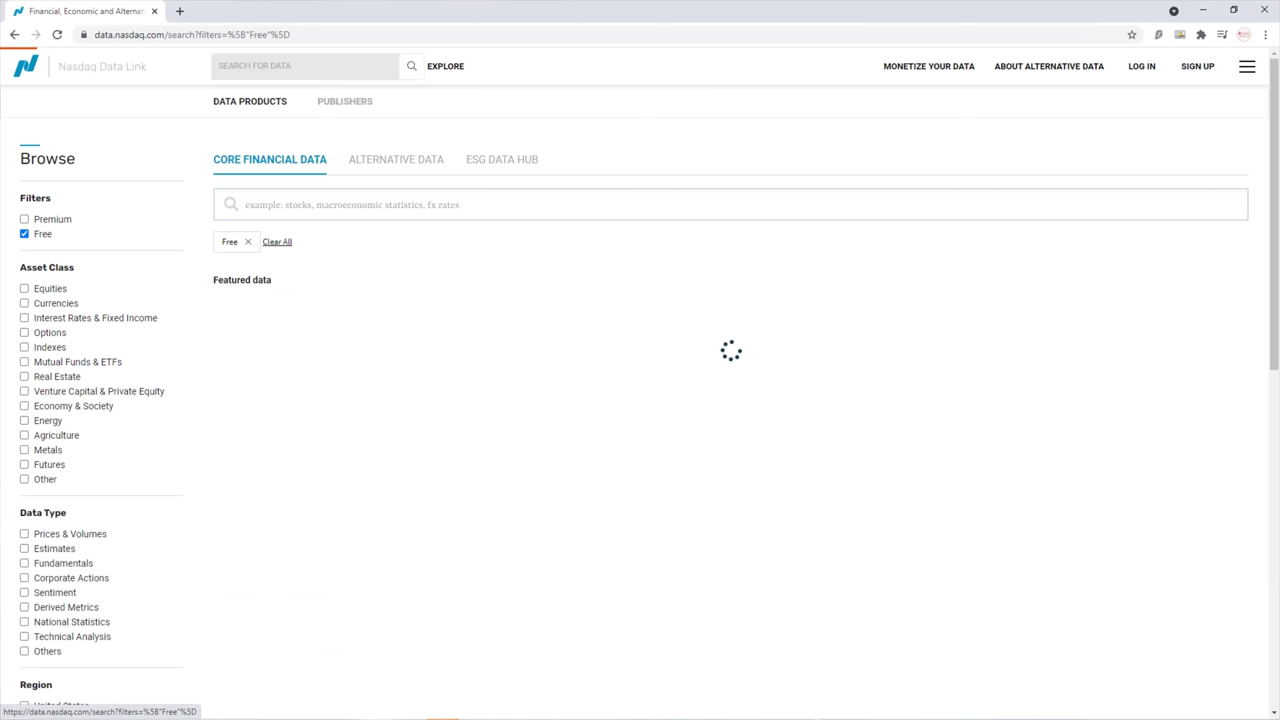 Financial, Economic and Alternat
data.nasdaq.com/search?filters=%5B"Free"%5D
Nasdaq Data Link
SEARCH FOR DATA
EXPLORE
MONETIZE YOUR DATA
ABOUT ALTERNATIVE DATA
LOG IN
SIGN UP
DATA PRODUCTS
PUBLISHERS
Browse
Filters
Premium
Free
Asset Class
Equities
Currencies
Interest Rates & Fixed Income
Options
Indexes
Mutual Funds & ETFs
Real Estate
Venture Capital & Private Equity
Economy & Society
Energy
Agriculture
Metals
Futures
Other
Data Type
Prices & Volumes
Estimates
Fundamentals
Corporate Actions
Sentiment
Derived Metrics
National Statistics
Technical Analysis
Others
Region
United States
CORE FINANCIAL DATA
ALTERNATIVE DATA
ESG DATA HUB
example: stocks, macroeconomic statistics, fx rates
Free
Clear All
Featured data
https://data.nasdaq.com/search?filters=%5B"Free"%5D